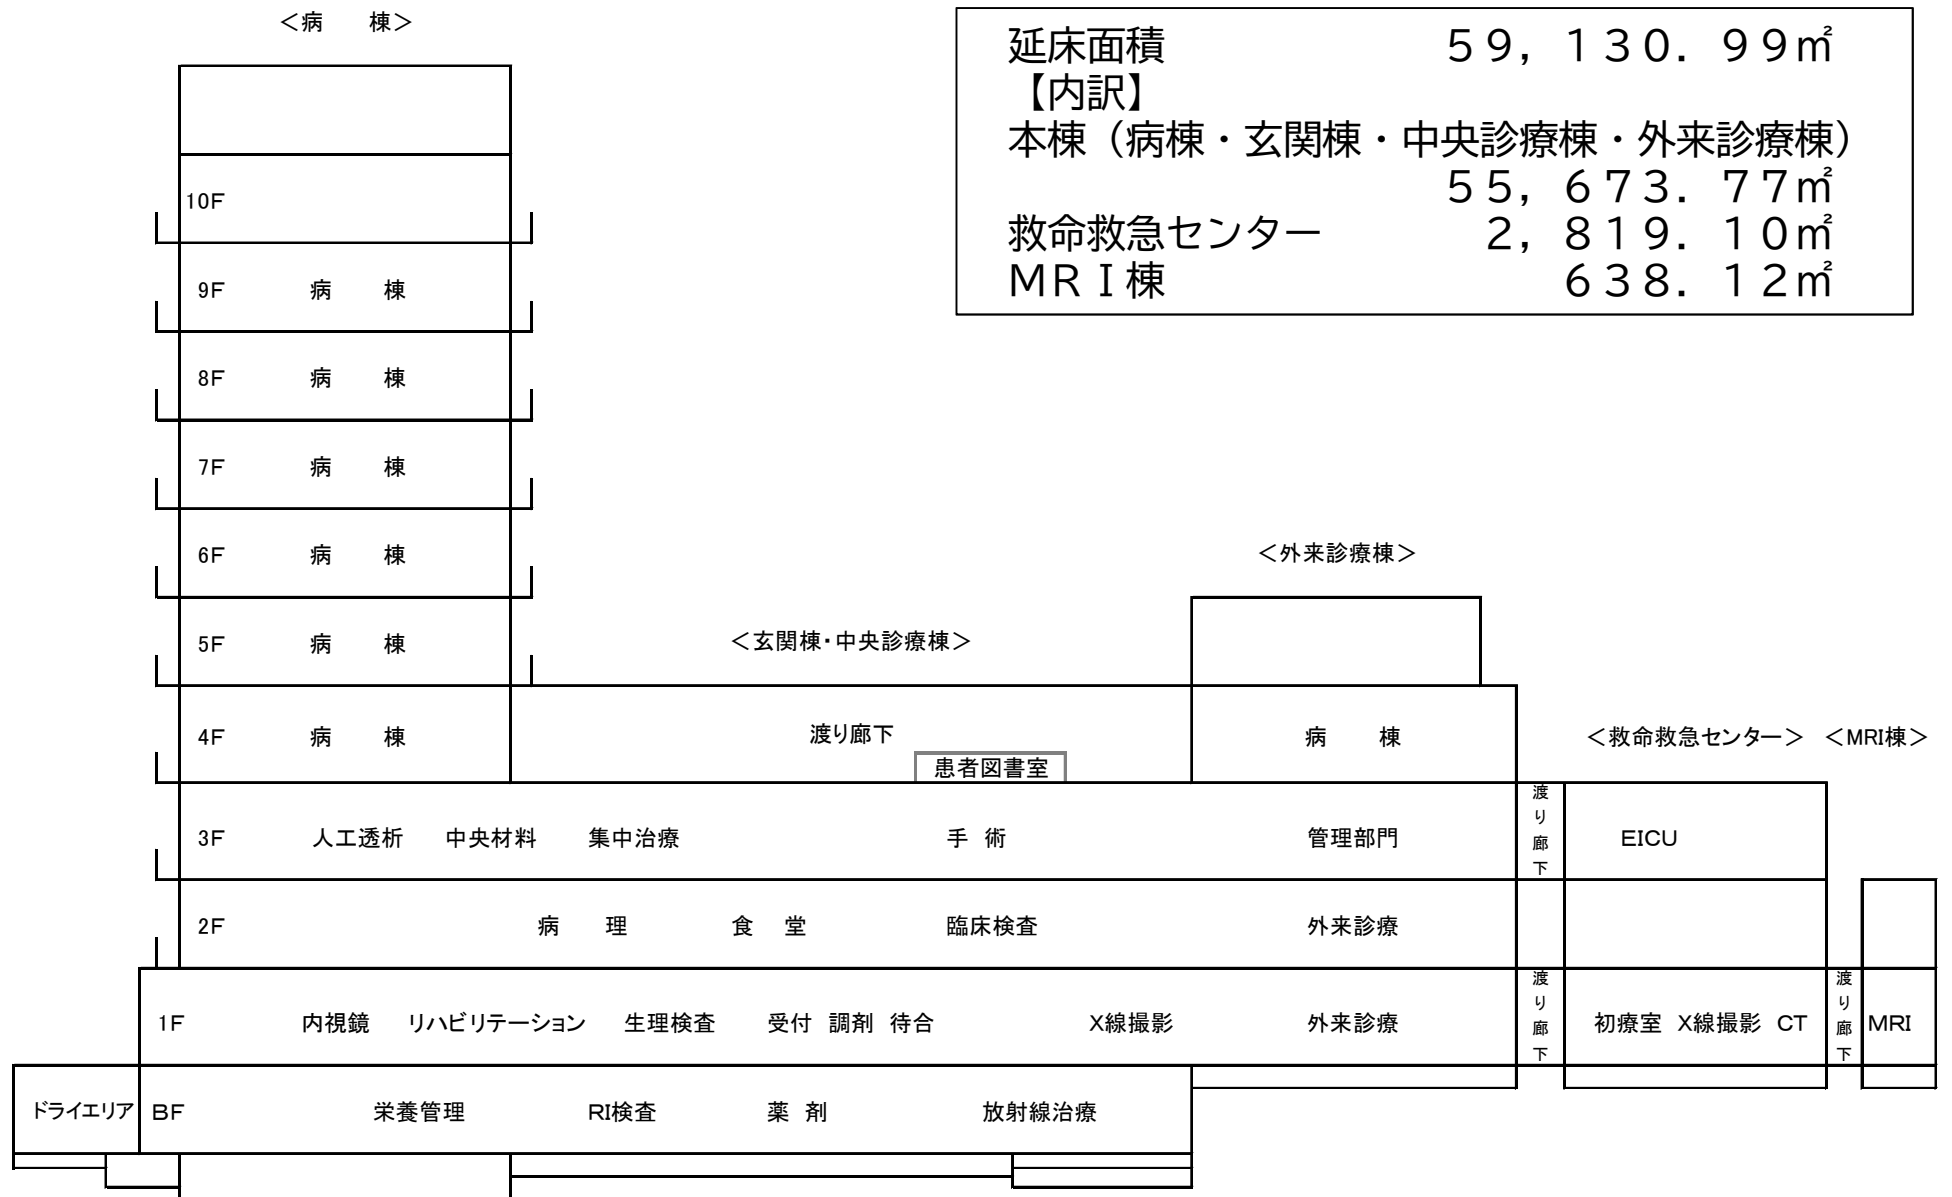 ＜病　棟＞
延床面積　５９，１３０．９９㎡
【内訳】
本棟（病棟・玄関棟・中央診療棟・外来診療棟）
５５，６７３．７７㎡
救命救急センター　２，８１９．１０㎡
ＭＲＩ棟　６３８．１２㎡
10F
9F 病　棟
8F 病　棟
7F 病　棟
6F 病　棟
＜外来診療棟＞
5F 病　棟
＜玄関棟・中央診療棟＞
4F 病　棟 渡り廊下 病　棟
＜救命救急センター＞ ＜MRI棟＞
患者図書室
3F 人工透析 中央材料 集中治療 手 術 管理部門 渡り廊下 EICU
2F 病 理 食 堂 臨床検査 外来診療
1F 内視鏡 リハビリテーション 生理検査 受付 調剤 待合 X線撮影 外来診療 渡り廊下 初療室 X線撮影 CT 渡り廊下 MRI
ドライエリア BF 栄養管理 RI検査 薬 剤 放射線治療